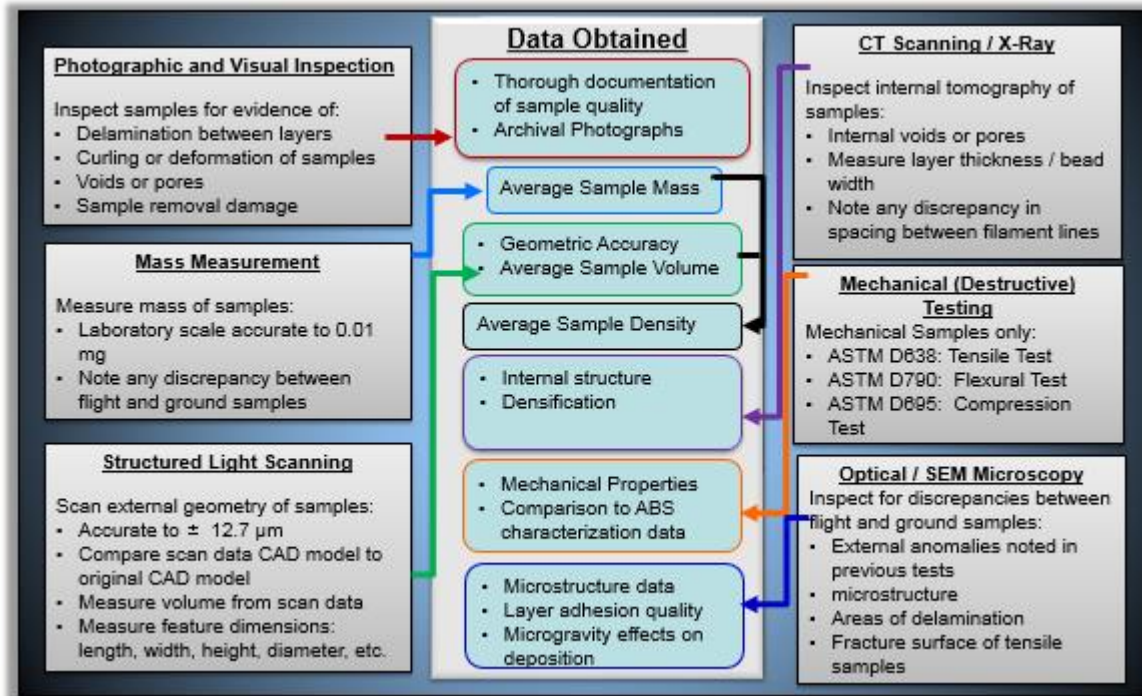 Photographic and Visual Inspection
Inspect samples for evidence of:
• Delamination between layers
• Curling or deformation of samples
• Voids or pores
• Sample removal damage
Mass Measurement
Measure mass of samples:
• Laboratory scale accurate to 0.01
mg
• Note any discrepancy between
flight and ground samples
Structured Light Scanning
Scan external geometry of samples:
• Accurate to ± 12.7 µm
• Compare scan data CAD model to
original CAD model
• Measure volume from scan data
• Measure feature dimensions:
length, width, height, diameter, etc.
Data Obtained
• Thorough documentation
of sample quality
• Archival Photographs
Average Sample Mass
• Geometric Accuracy
• Average Sample Volume
Average Sample Density
• Internal structure
• Densification
• Mechanical Properties
• Comparison to ABS
characterization data
• Microstructure data
• Layer adhesion quality
• Microgravity effects on
deposition
CT Scanning / X-Ray
Inspect internal tomography of
samples:
• Internal voids or pores
• Measure layer thickness / bead
width
• Note any discrepancy in
spacing between filament lines
Mechanical (Destructive)
Testing
Mechanical Samples only:
• ASTM D638: Tensile Test
• ASTM D790: Flexural Test
• ASTM D695: Compression
Test
Optical / SEM Microscopy
Inspect for discrepancies between
flight and ground samples:
• External anomalies noted in
previous tests
• microstructure
• Areas of delamination
• Fracture surface of tensile
samples